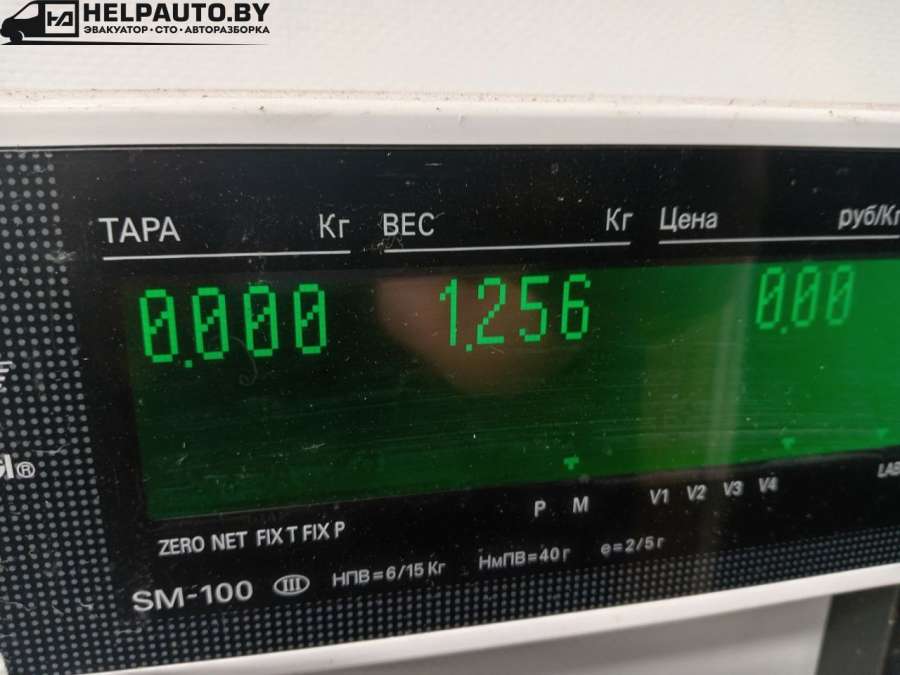 HELPAUTO.BY
ЭВАКУАТОР • СТО • АВТОРАЗБОРКА
ТАРА Кг ВЕС Кг Цена руб/Кг
0.000 1.256 0.00
P M V1 V2 V3 V4
ZERO NET FIX T FIX P
SM-100 III НПВ=6/15 Кг НмПВ=40 г e=2/5 г